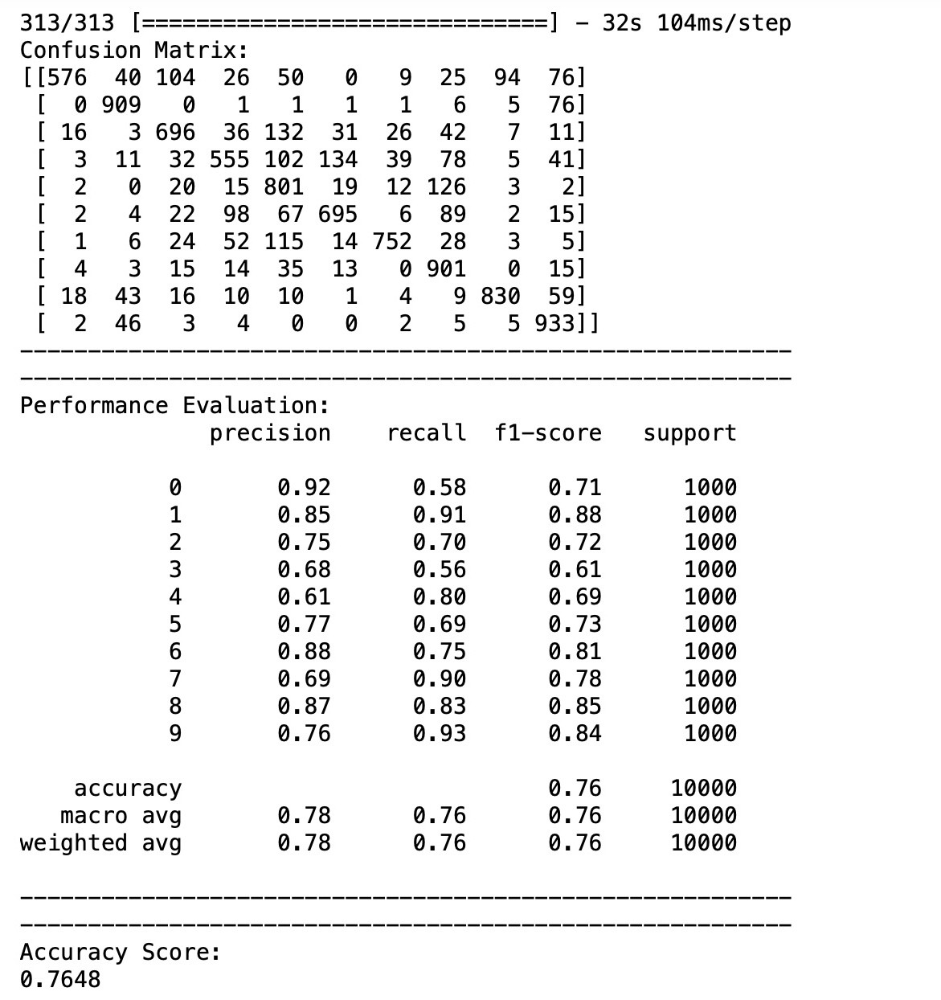 313/313 [==============================] - 32s 104ms/step
Confusion Matrix:
[[576  40 104  26  50   0   9  25  94  76]
 [  0 909   0   1   1   1   1   6   5  76]
 [ 16   3 696  36 132  31  26  42   7  11]
 [  3  11  32 555 102 134  39  78   5  41]
 [  2   0  20  15 801  19  12 126   3   2]
 [  2   4  22  98  67 695   6  89   2  15]
 [  1   6  24  52 115  14 752  28   3   5]
 [  4   3  15  14  35  13   0 901   0  15]
 [ 18  43  16  10  10   1   4   9 830  59]
 [  2  46   3   4   0   0   2   5   5 933]]
---------------------------------------------------------
---------------------------------------------------------
Performance Evaluation:
              precision    recall  f1-score   support

           0       0.92      0.58      0.71      1000
           1       0.85      0.91      0.88      1000
           2       0.75      0.70      0.72      1000
           3       0.68      0.56      0.61      1000
           4       0.61      0.80      0.69      1000
           5       0.77      0.69      0.73      1000
           6       0.88      0.75      0.81      1000
           7       0.69      0.90      0.78      1000
           8       0.87      0.83      0.85      1000
           9       0.76      0.93      0.84      1000

    accuracy                           0.76     10000
   macro avg       0.78      0.76      0.76     10000
weighted avg       0.78      0.76      0.76     10000

---------------------------------------------------------
---------------------------------------------------------
Accuracy Score:
0.7648